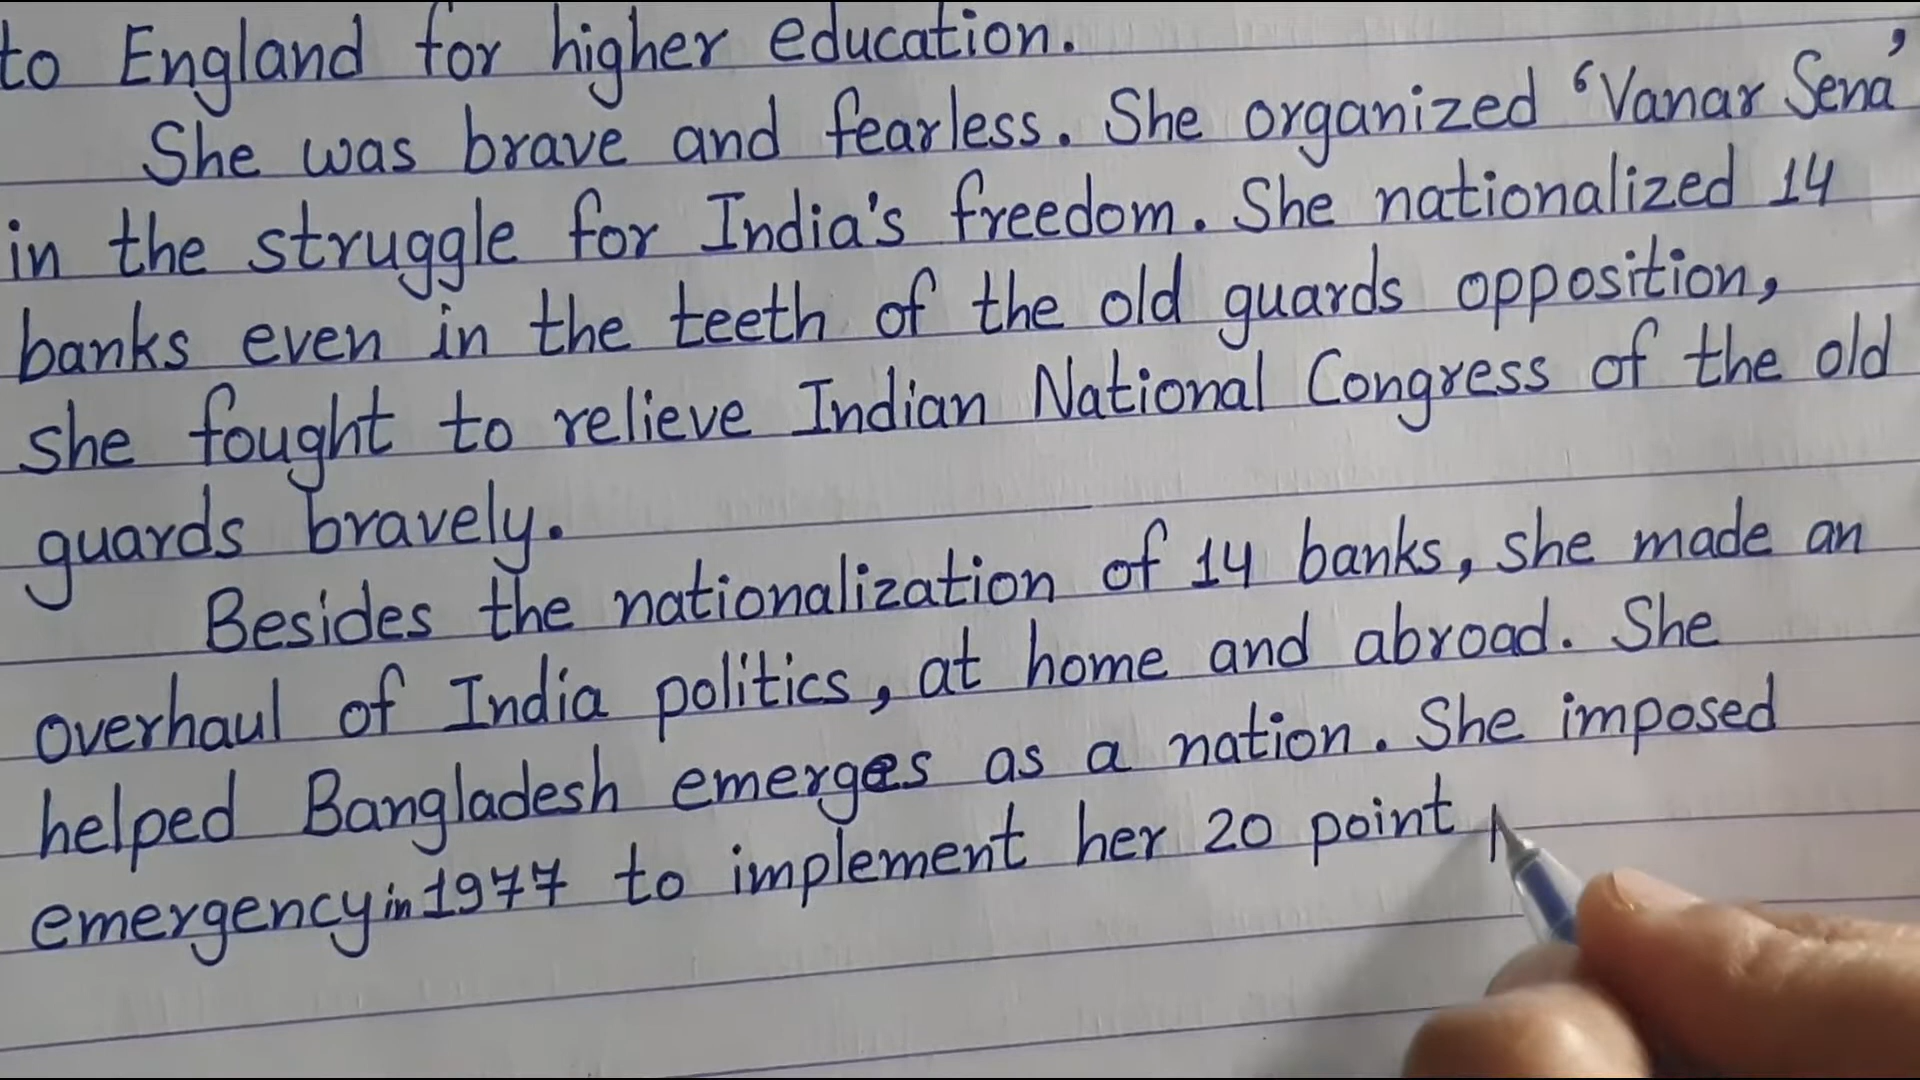 to England for higher education.
She was brave and fearless. She organized ‘Vanar Sena’
in the struggle for India's freedom. She nationalized 14
banks even in the teeth of the old guards opposition,
she fought to relieve Indian National Congress of the old
guards bravely.
Besides the nationalization of 14 banks, she made an
overhaul of India politics, at home and abroad. She
helped Bangladesh emerges as a nation. She imposed
emergency in 1977 to implement her 20 point